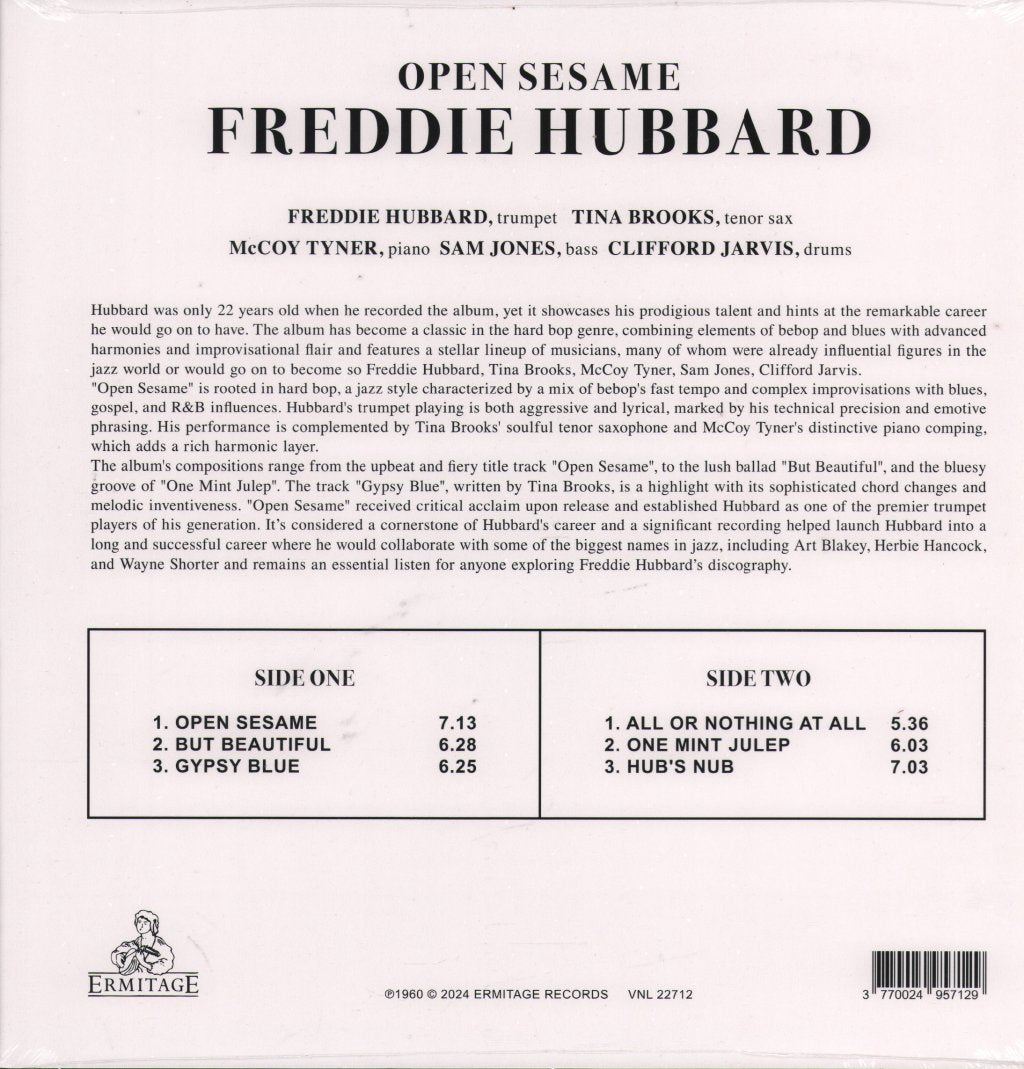 OPEN SESAME
FREDDIE HUBBARD
FREDDIE HUBBARD, trumpet TINA BROOKS, tenor sax
McCOY TYNER, piano SAM JONES, bass CLIFFORD JARVIS, drums
Hubbard was only 22 years old when he recorded the album, yet it showcases his prodigious talent and hints at the remarkable career
he would go on to have. The album has become a classic in the hard bop genre, combining elements of bebop and blues with advanced
harmonies and improvisational flair and features a stellar lineup of musicians, many of whom were already influential figures in the
jazz world or would go on to become so Freddie Hubbard, Tina Brooks, McCoy Tyner, Sam Jones, Clifford Jarvis.
"Open Sesame" is rooted in hard bop, a jazz style characterized by a mix of bebop's fast tempo and complex improvisations with blues,
gospel, and R&B influences. Hubbard's trumpet playing is both aggressive and lyrical, marked by his technical precision and emotive
phrasing. His performance is complemented by Tina Brooks' soulful tenor saxophone and McCoy Tyner's distinctive piano comping,
which adds a rich harmonic layer.
The album's compositions range from the upbeat and fiery title track "Open Sesame", to the lush ballad "But Beautiful", and the bluesy
groove of "One Mint Julep". The track "Gypsy Blue", written by Tina Brooks, is a highlight with its sophisticated chord changes and
melodic inventiveness. "Open Sesame" received critical acclaim upon release and established Hubbard as one of the premier trumpet
players of his generation. It's considered a cornerstone of Hubbard's career and a significant recording helped launch Hubbard into a
long and successful career where he would collaborate with some of the biggest names in jazz, including Art Blakey, Herbie Hancock,
and Wayne Shorter and remains an essential listen for anyone exploring Freddie Hubbard's discography.
SIDE ONE
1. OPEN SESAME 7.13
2. BUT BEAUTIFUL 6.28
3. GYPSY BLUE 6.25
SIDE TWO
1. ALL OR NOTHING AT ALL 5.36
2. ONE MINT JULEP 6.03
3. HUB'S NUB 7.03
ERMITAGE
℗1960 © 2024 ERMITAGE RECORDS VNL 22712
3 770024 957129